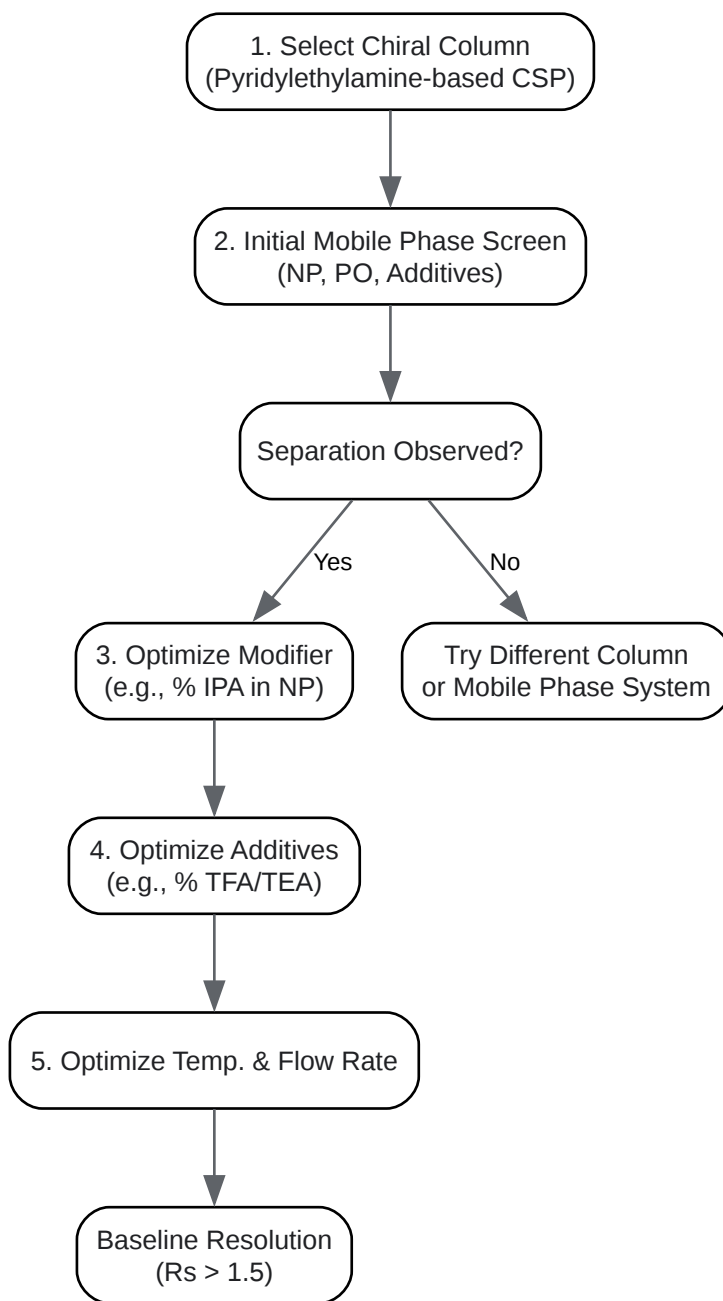 1. Select Chiral Column
(Pyridylethylamine-based CSP)
2. Initial Mobile Phase Screen
(NP, PO, Additives)
Separation Observed?
Yes
No
3. Optimize Modifier
(e.g., % IPA in NP)
Try Different Column
or Mobile Phase System
4. Optimize Additives
(e.g., % TFA/TEA)
5. Optimize Temp. & Flow Rate
Baseline Resolution
(Rs > 1.5)